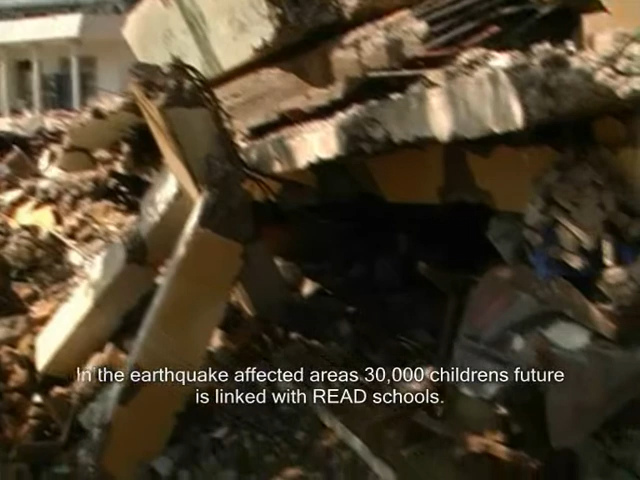 In the earthquake affected areas 30,000 childrens future
is linked with READ schools.